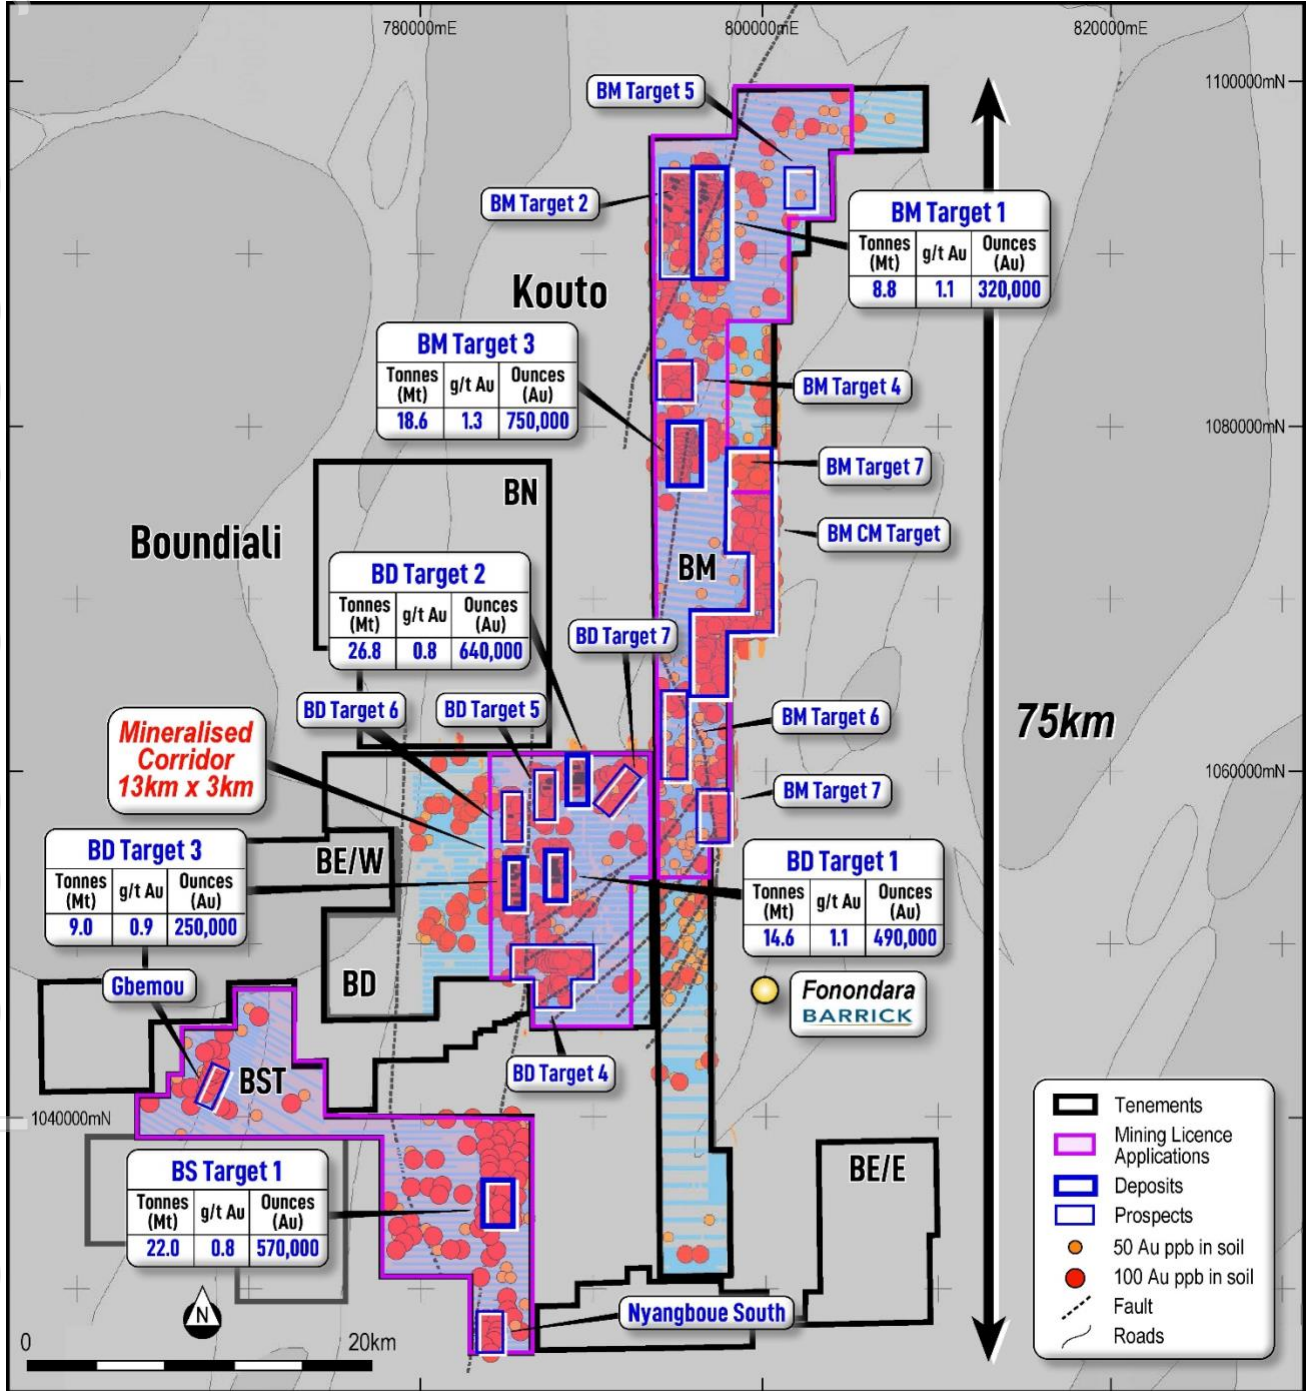 780000mE
800000mE
820000mE
1100000mN
BM Target 5
BM Target 2
BM Target 1
Tonnes (Mt) g/t Au Ounces (Au)
8.8 1.1 320,000
Kouto
BM Target 3
Tonnes (Mt) g/t Au Ounces (Au)
18.6 1.3 750,000
BM Target 4
1080000mN
BM Target 7
BN
BM CM Target
Boundiali
BM
BD Target 2
Tonnes (Mt) g/t Au Ounces (Au)
26.8 0.8 640,000
BD Target 7
BD Target 6
BD Target 5
BM Target 6
75km
Mineralised
Corridor
13km x 3km
1060000mN
BM Target 7
BD Target 3
Tonnes (Mt) g/t Au Ounces (Au)
9.0 0.9 250,000
BE/W
BD Target 1
Tonnes (Mt) g/t Au Ounces (Au)
14.6 1.1 490,000
Gbemou
BD
Fonondara
BARRICK
BST
BD Target 4
1040000mN
BS Target 1
Tonnes (Mt) g/t Au Ounces (Au)
22.0 0.8 570,000
BE/E
Nyangboue South
N
0 20km
Tenements
Mining Licence
Applications
Deposits
Prospects
50 Au ppb in soil
100 Au ppb in soil
Fault
Roads